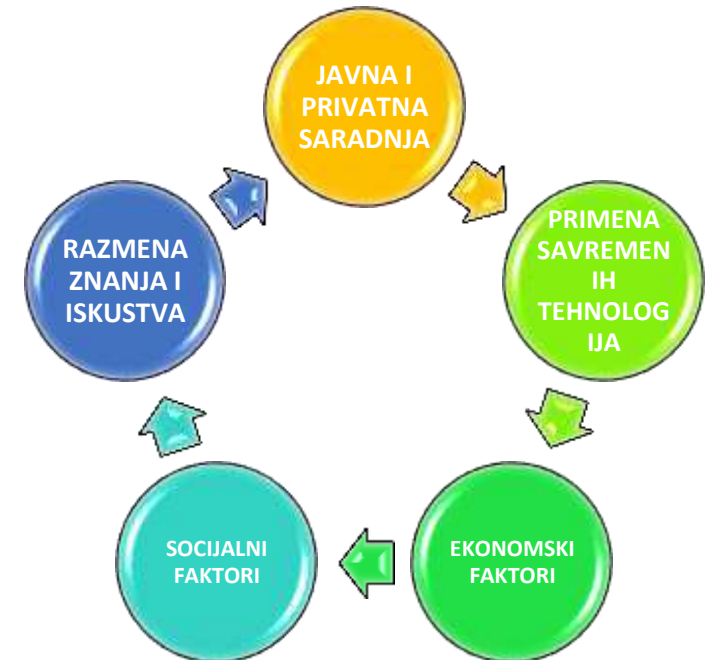 JAVNA I
PRIVATNA
SARADNJA
PRIMENA
SAVREMEN
IH
TEHNOLOG
IJA
EKONOMSKI
FAKTORI
SOCIJALNI
FAKTORI
RAZMENA
ZNANJA I
ISKUSTVA